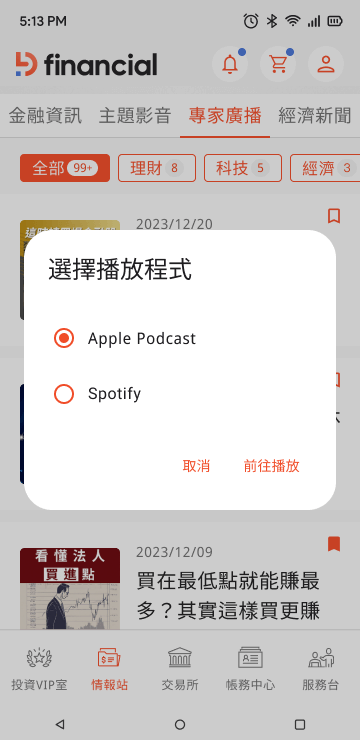 5:13 PM
financial
金融資訊 主題影音 專家廣播 經濟新聞
全部 99+ 理財 8 科技 5 經濟 3
2023/12/20
選擇播放程式
Apple Podcast
Spotify
取消 前往播放
看懂法人
買進點
2023/12/09
買在最低點就能賺最
多？其實這樣買更賺
投資VIP室 情報站 交易所 帳務中心 服務台